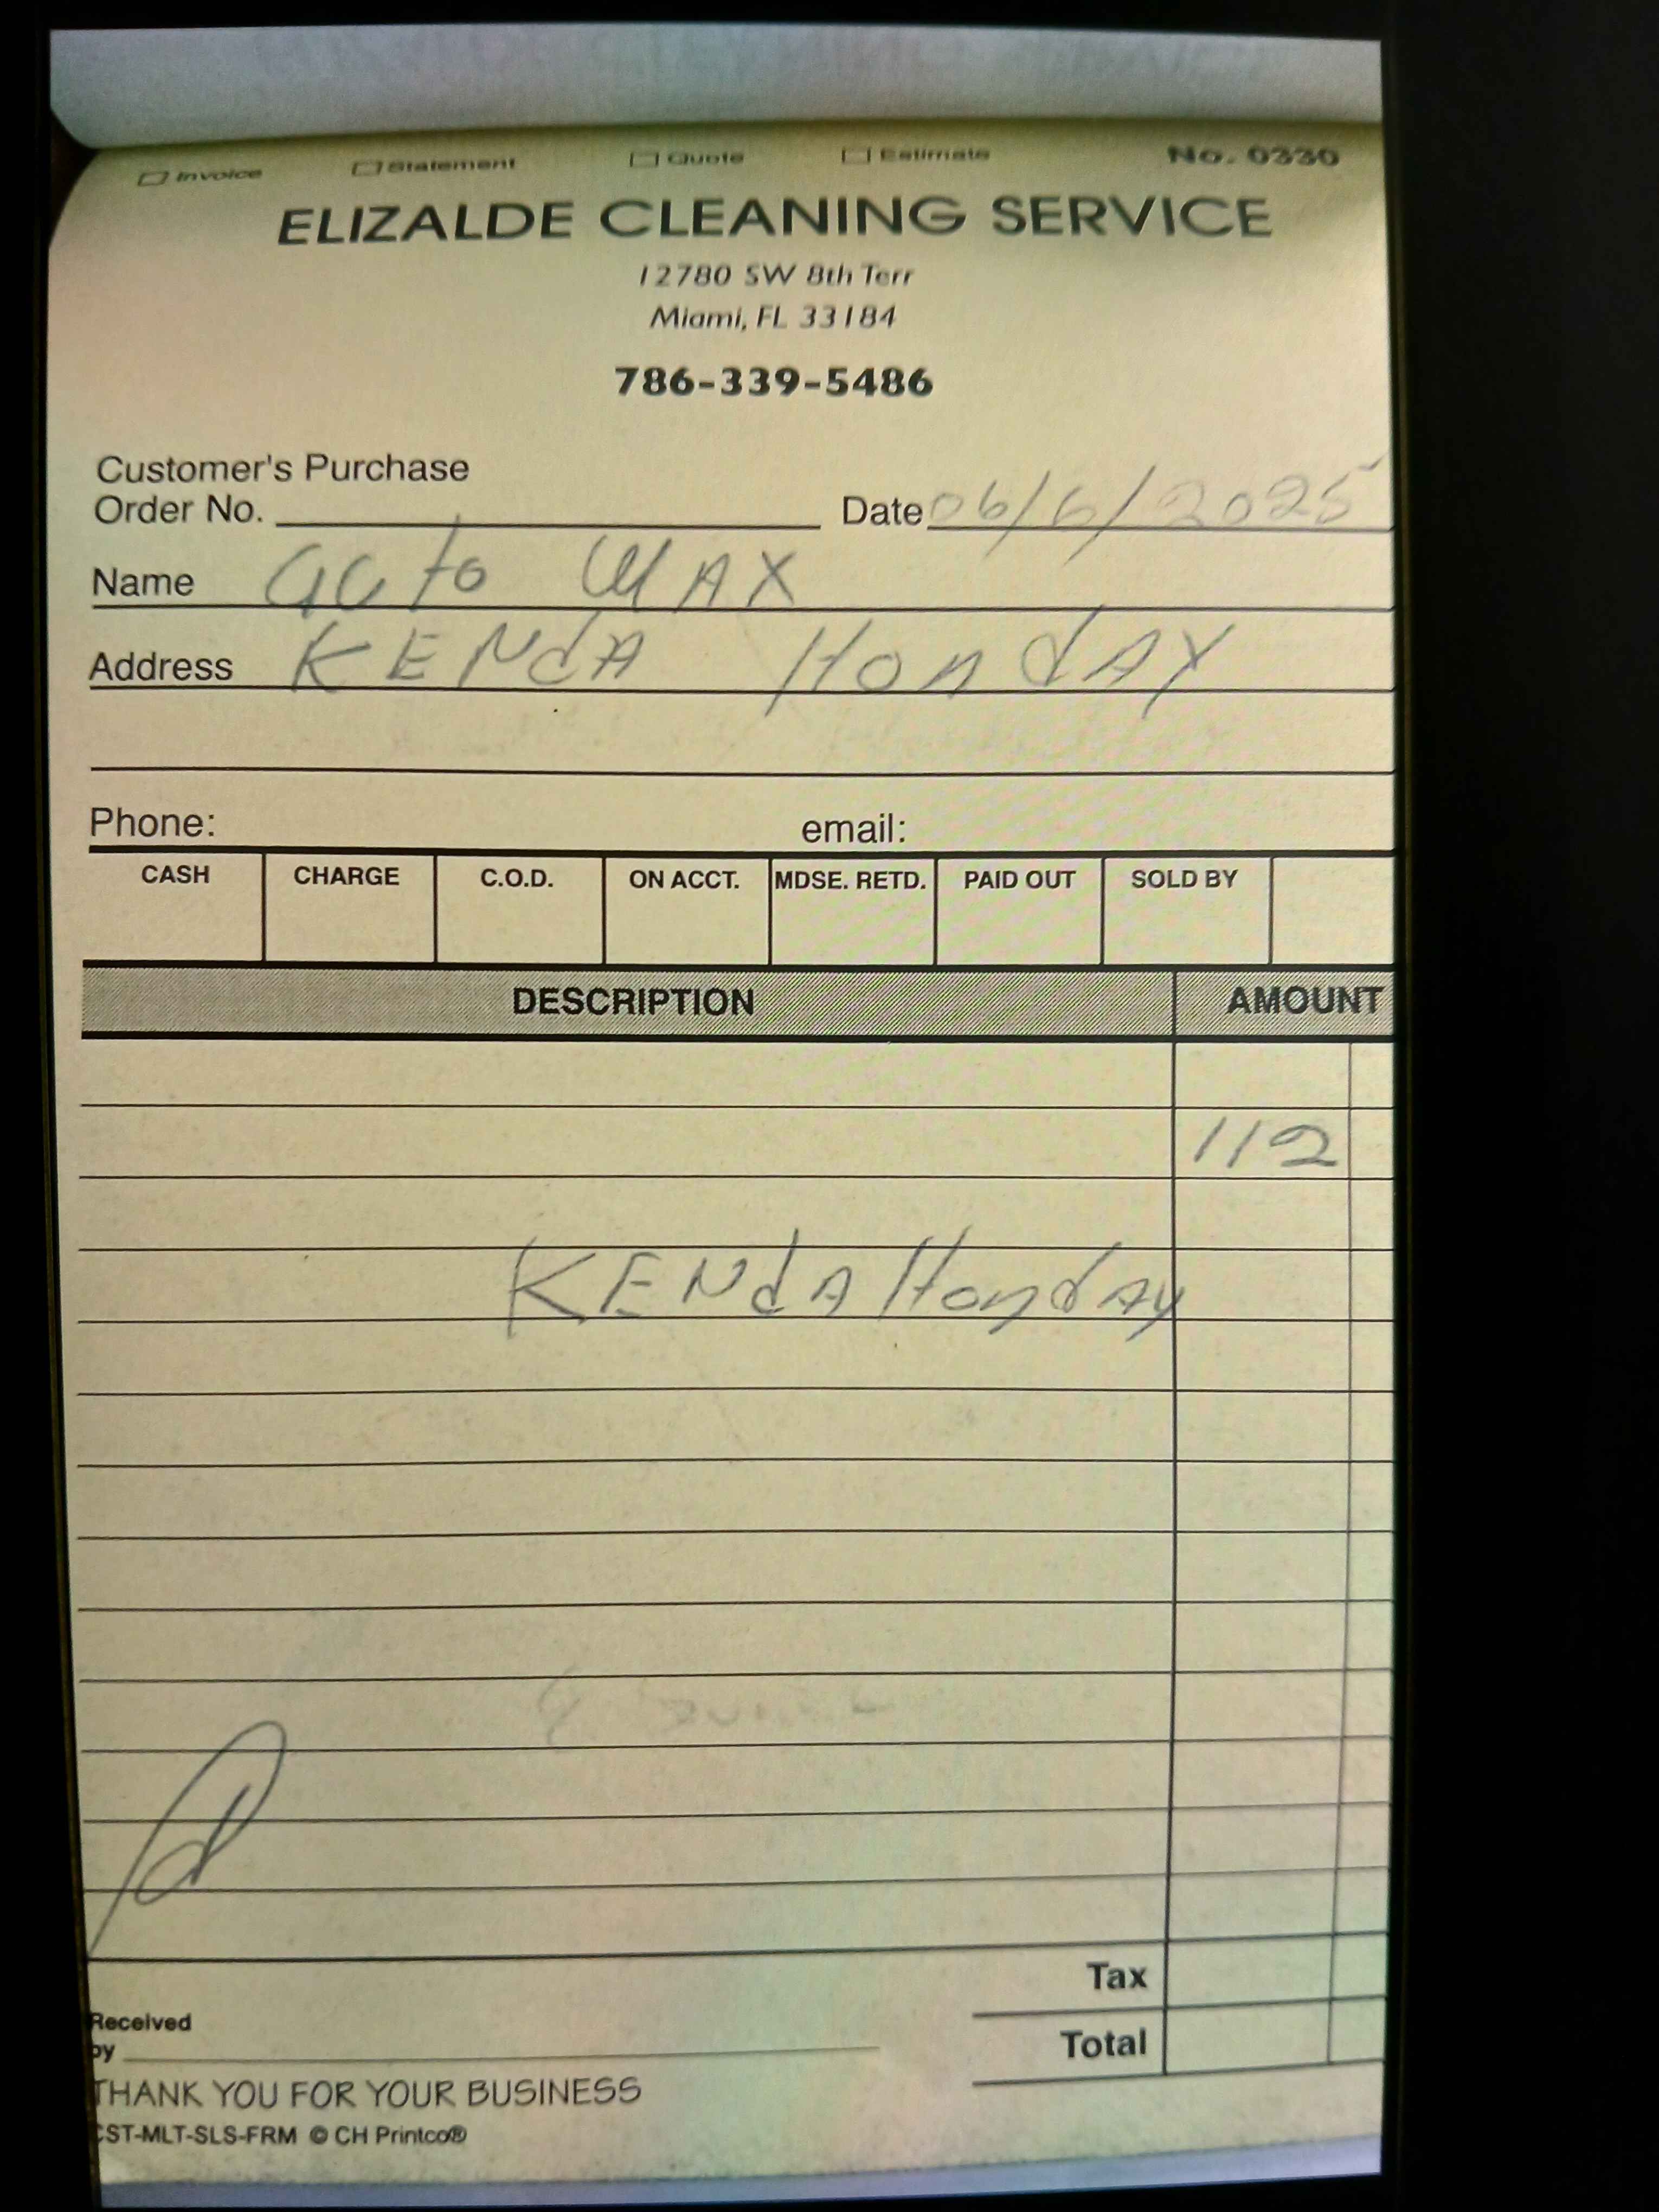 Invoice Statement Quote Estimate No. 0330
ELIZALDE CLEANING SERVICE
12780 SW 8th Terr
Miami, FL 33184
786-339-5486
Customer's Purchase
Order No. Date 06/6/2025
Name auto MAX
Address KENdA HondAY
Phone: email:
CASH CHARGE C.O.D. ON ACCT. MDSE. RETD. PAID OUT SOLD BY
DESCRIPTION AMOUNT
112
KENdA HondAy
Tax
Received
by Total
THANK YOU FOR YOUR BUSINESS
CST-MLT-SLS-FRM © CH Printco®